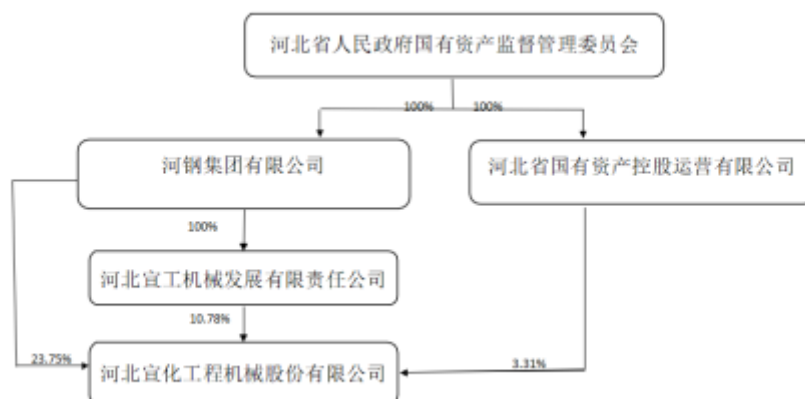 河北省人民政府国有资产监督管理委员会
100% 100%
河钢集团有限公司
河北省国有资产控股运营有限公司
100%
河北宣工机械发展有限责任公司
10.78%
23.75%
3.31%
河北宣化工程机械股份有限公司